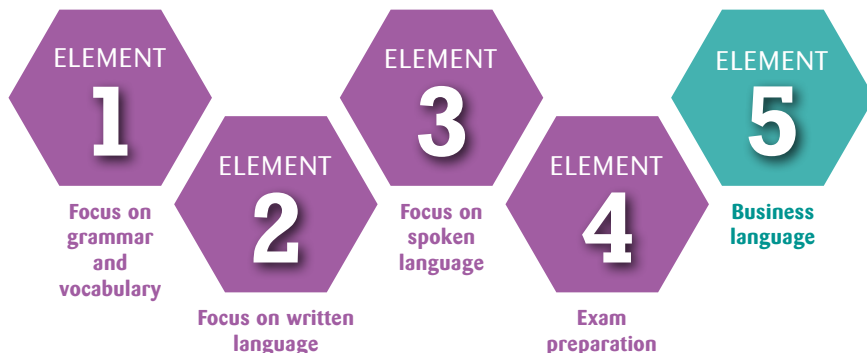 ELEMENT
1
Focus on
grammar
and
vocabulary
ELEMENT
2
Focus on written
language
ELEMENT
3
Focus on
spoken
language
ELEMENT
4
Exam
preparation
ELEMENT
5
Business
language